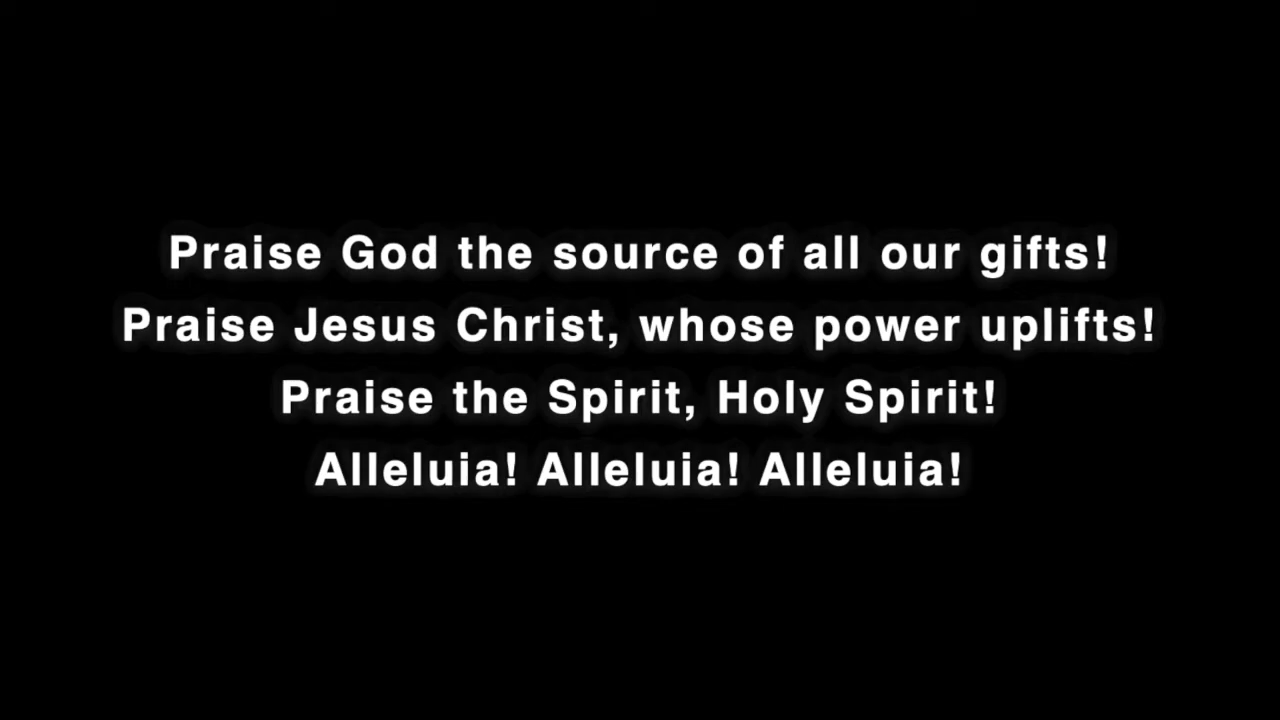 Praise God the source of all our gifts!
Praise Jesus Christ, whose power uplifts!
Praise the Spirit, Holy Spirit!
Alleluia! Alleluia! Alleluia!